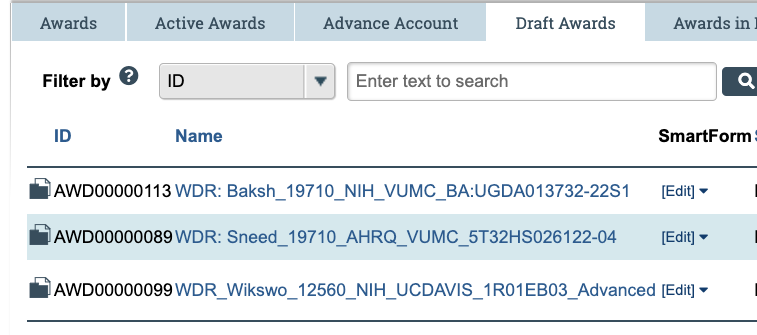 Awards Active Awards Advance Account Draft Awards Awards in
Filter by ? ID Enter text to search
ID Name SmartForm
AWD00000113 WDR: Baksh_19710_NIH_VUMC_BA:UGDA013732-22S1 [Edit]
AWD00000089 WDR: Sneed_19710_AHRQ_VUMC_5T32HS026122-04 [Edit]
AWD00000099 WDR_Wikswo_12560_NIH_UCDAVIS_1R01EB03_Advanced [Edit]